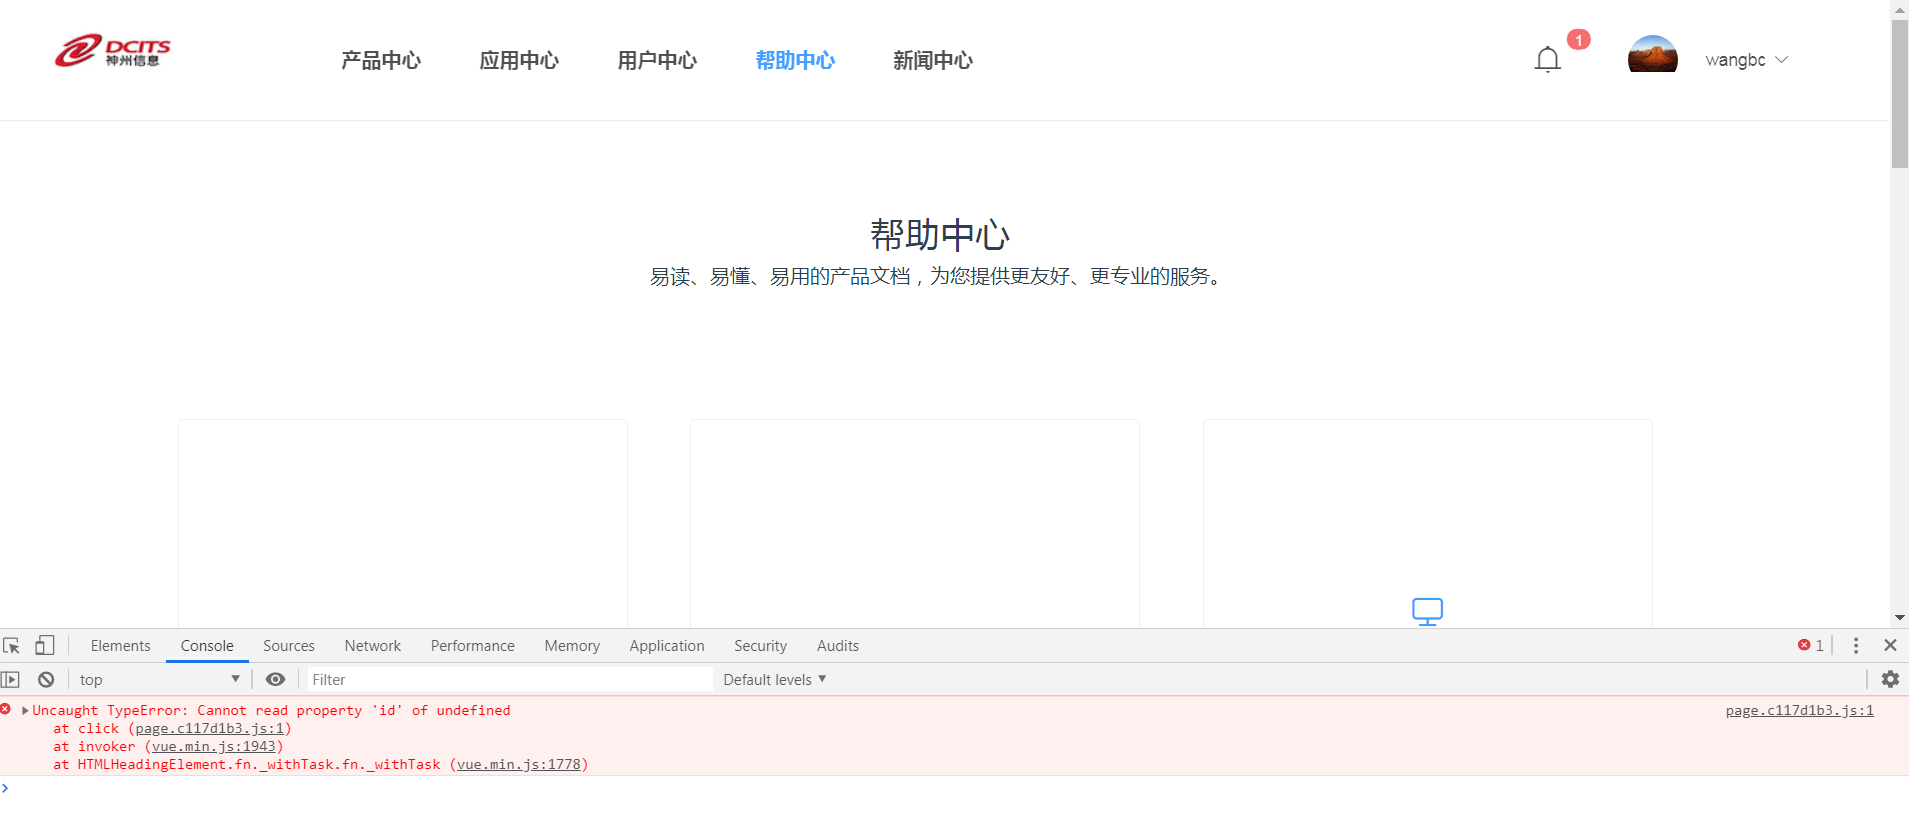 DCITS
神州信息
产品中心 应用中心 用户中心 帮助中心 新闻中心 1 wangbc
帮助中心
易读、易懂、易用的产品文档，为您提供更友好、更专业的服务。
Elements Console Sources Network Performance Memory Application Security Audits 1
top Filter Default levels
Uncaught TypeError: Cannot read property 'id' of undefined page.c117d1b3.js:1
at click (page.c117d1b3.js:1)
at invoker (vue.min.js:1943)
at HTMLHeadingElement.fn._withTask.fn._withTask (vue.min.js:1778)